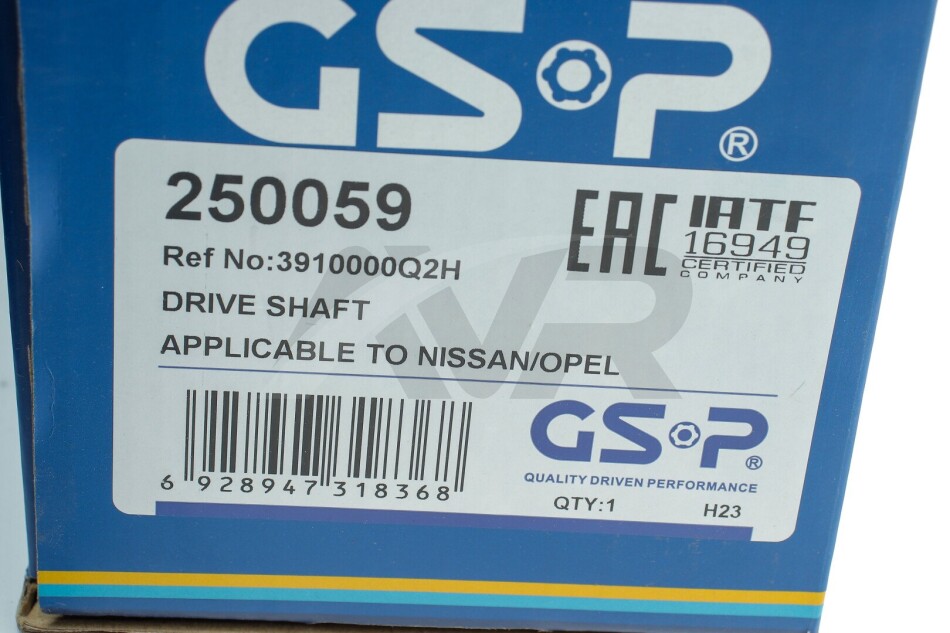 GSP®
250059
Ref No:3910000Q2H
DRIVE SHAFT
APPLICABLE TO NISSAN/OPEL
EAC
IATF
16949
CERTIFIED
COMPANY
AVR
6 928947 318368
GSP®
QUALITY DRIVEN PERFORMANCE
QTY:1
H23